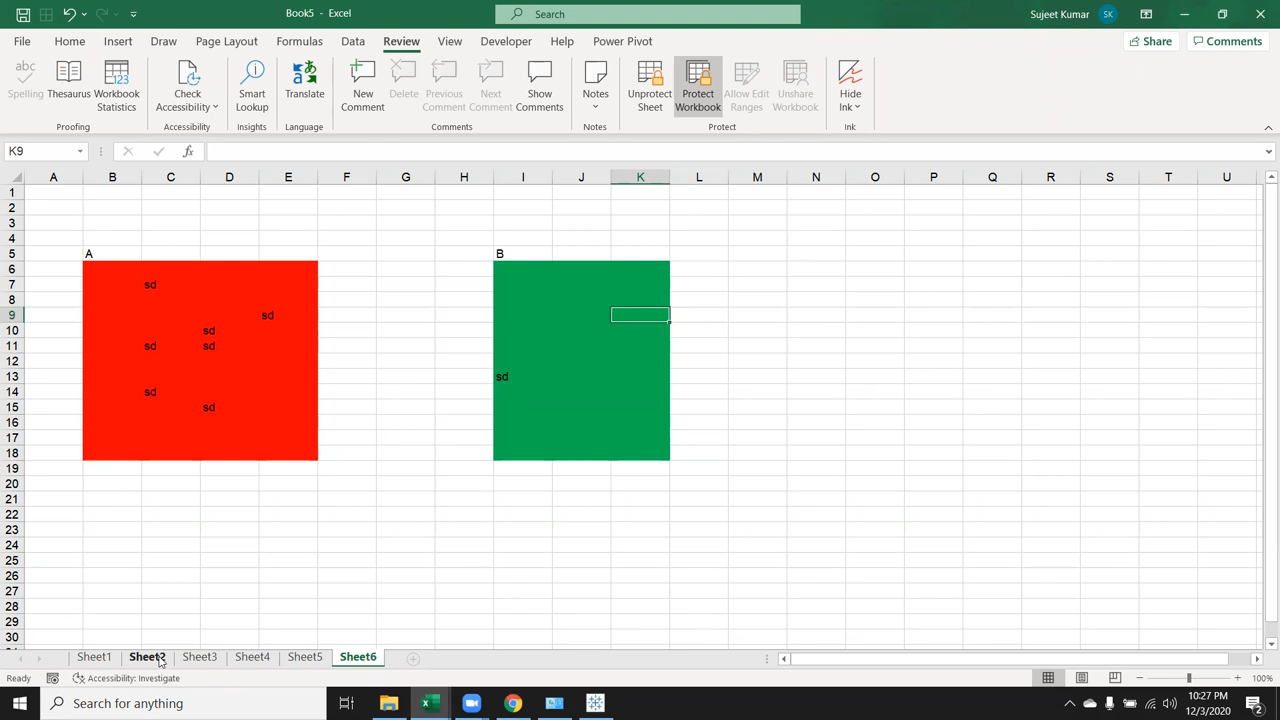 Book5 - Excel
Search
Sujeet Kumar
SK
File Home Insert Draw Page Layout Formulas Data Review View Developer Help Power Pivot
Share Comments
abc
Spelling Thesaurus Workbook Statistics
Check Accessibility
Smart Lookup
Translate
New Comment Delete Previous Comment Next Comment Show Comments
Notes
Unprotect Sheet Protect Workbook Allow Edit Ranges Unshare Workbook
Hide Ink
Proofing Accessibility Insights Language Comments Notes Protect Ink
K9
fx
A B C D E F G H I J K L M N O P Q R S T U
1
2
3
4
5 A B
6
7 sd
8
9 sd
10 sd
11 sd sd
12
13 sd
14 sd
15 sd
16
17
18
19
20
21
22
23
24
25
26
27
28
29
30
Sheet1 Sheet2 Sheet3 Sheet4 Sheet5 Sheet6
Ready Accessibility: Investigate 100%
Search for anything
10:27 PM
12/3/2020
2